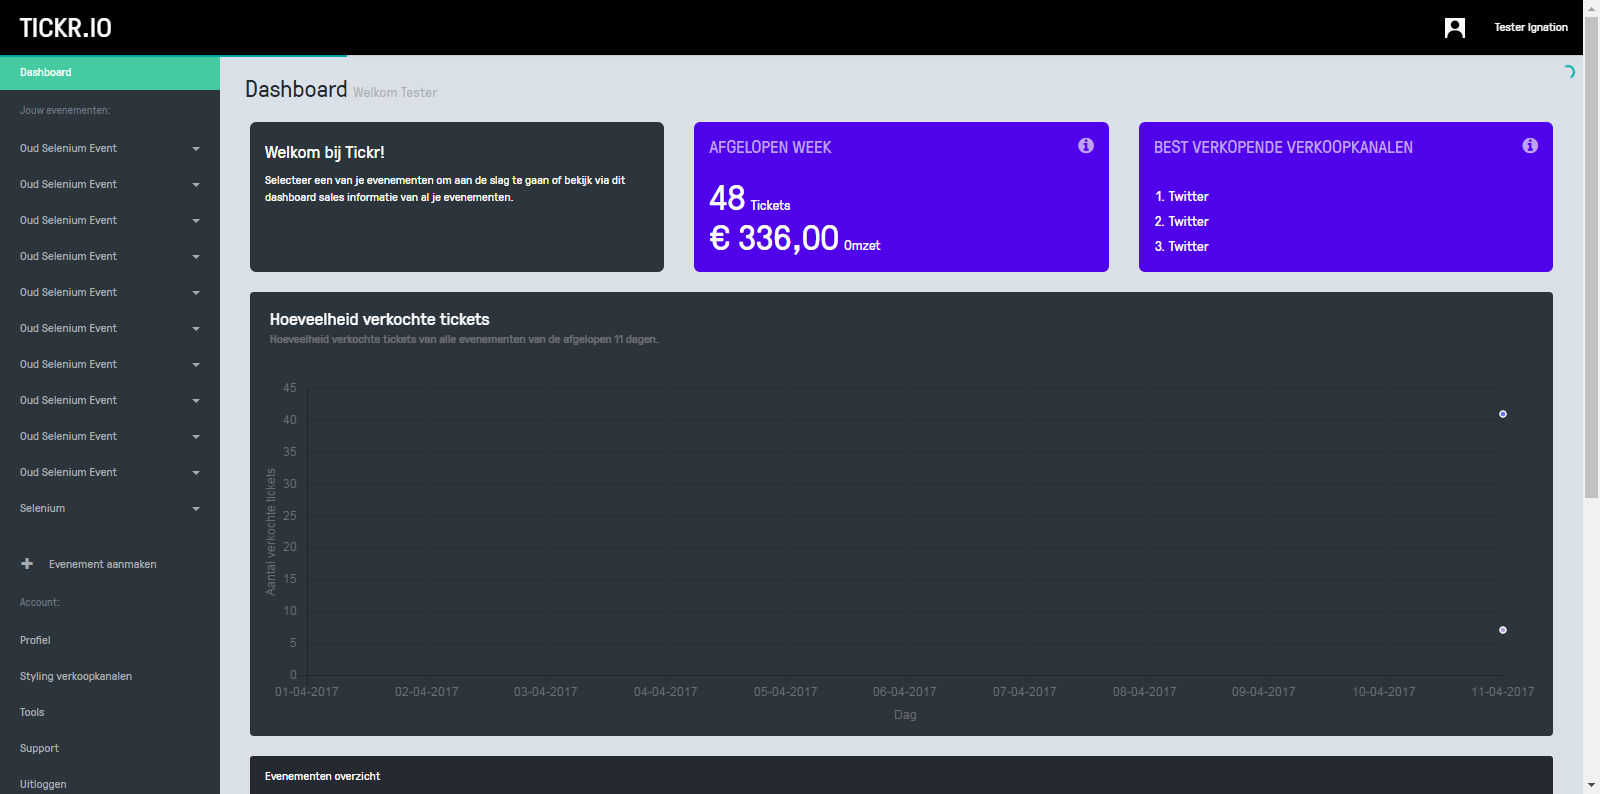 TICKR.IO
Tester Ignation
Dashboard
Jouw evenementen:
Oud Selenium Event
Oud Selenium Event
Oud Selenium Event
Oud Selenium Event
Oud Selenium Event
Oud Selenium Event
Oud Selenium Event
Oud Selenium Event
Oud Selenium Event
Oud Selenium Event
Selenium
Evenement aanmaken
Account:
Profiel
Styling verkoopkanalen
Tools
Support
Uitloggen
Dashboard Welkom Tester
Welkom bij Tickr!
Selecteer een van je evenementen om aan de slag te gaan of bekijk via dit
dashboard sales informatie van al je evenementen.
AFGELOPEN WEEK
48 Tickets
€ 336,00 Omzet
BEST VERKOPENDE VERKOOPKANALEN
1. Twitter
2. Twitter
3. Twitter
Hoeveelheid verkochte tickets
Hoeveelheid verkochte tickets van alle evenementen van de afgelopen 11 dagen.
Aantal verkochte tickets
45
40
35
30
25
20
15
10
5
0
01-04-2017 02-04-2017 03-04-2017 04-04-2017 05-04-2017 06-04-2017 07-04-2017 08-04-2017 09-04-2017 10-04-2017 11-04-2017
Dag
Evenementen overzicht